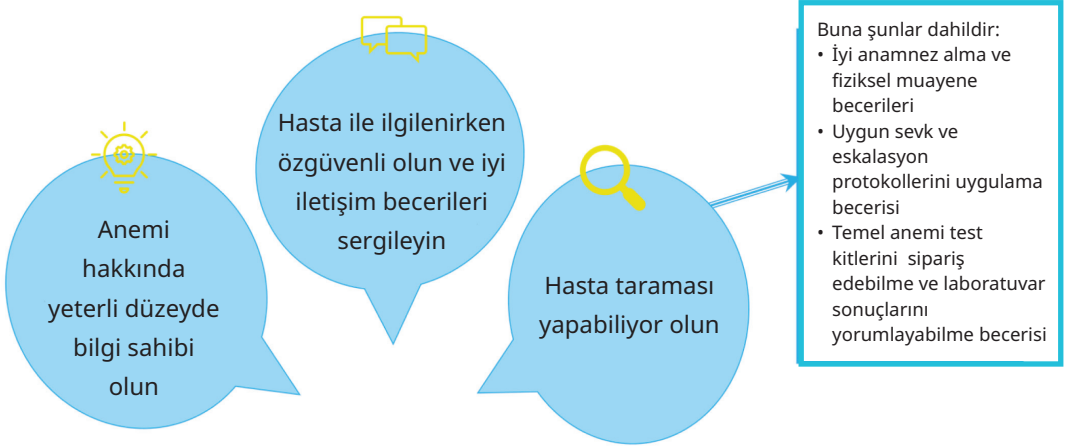 Anemi
hakkında
yeterli düzeyde
bilgi sahibi
olun
Hasta ile ilgilenirken
özgüvenli olun ve iyi
iletişim becerileri
sergileyin
Hasta taraması
yapabiliyor olun
Buna şunlar dahildir:
• İyi anamnez alma ve
fiziksel muayene
becerileri
• Uygun sevk ve
eskalasyon
protokollerini uygulama
becerisi
• Temel anemi test
kitlerini sipariş
edebilme ve laboratuvar
sonuçlarını
yorumlayabilme becerisi